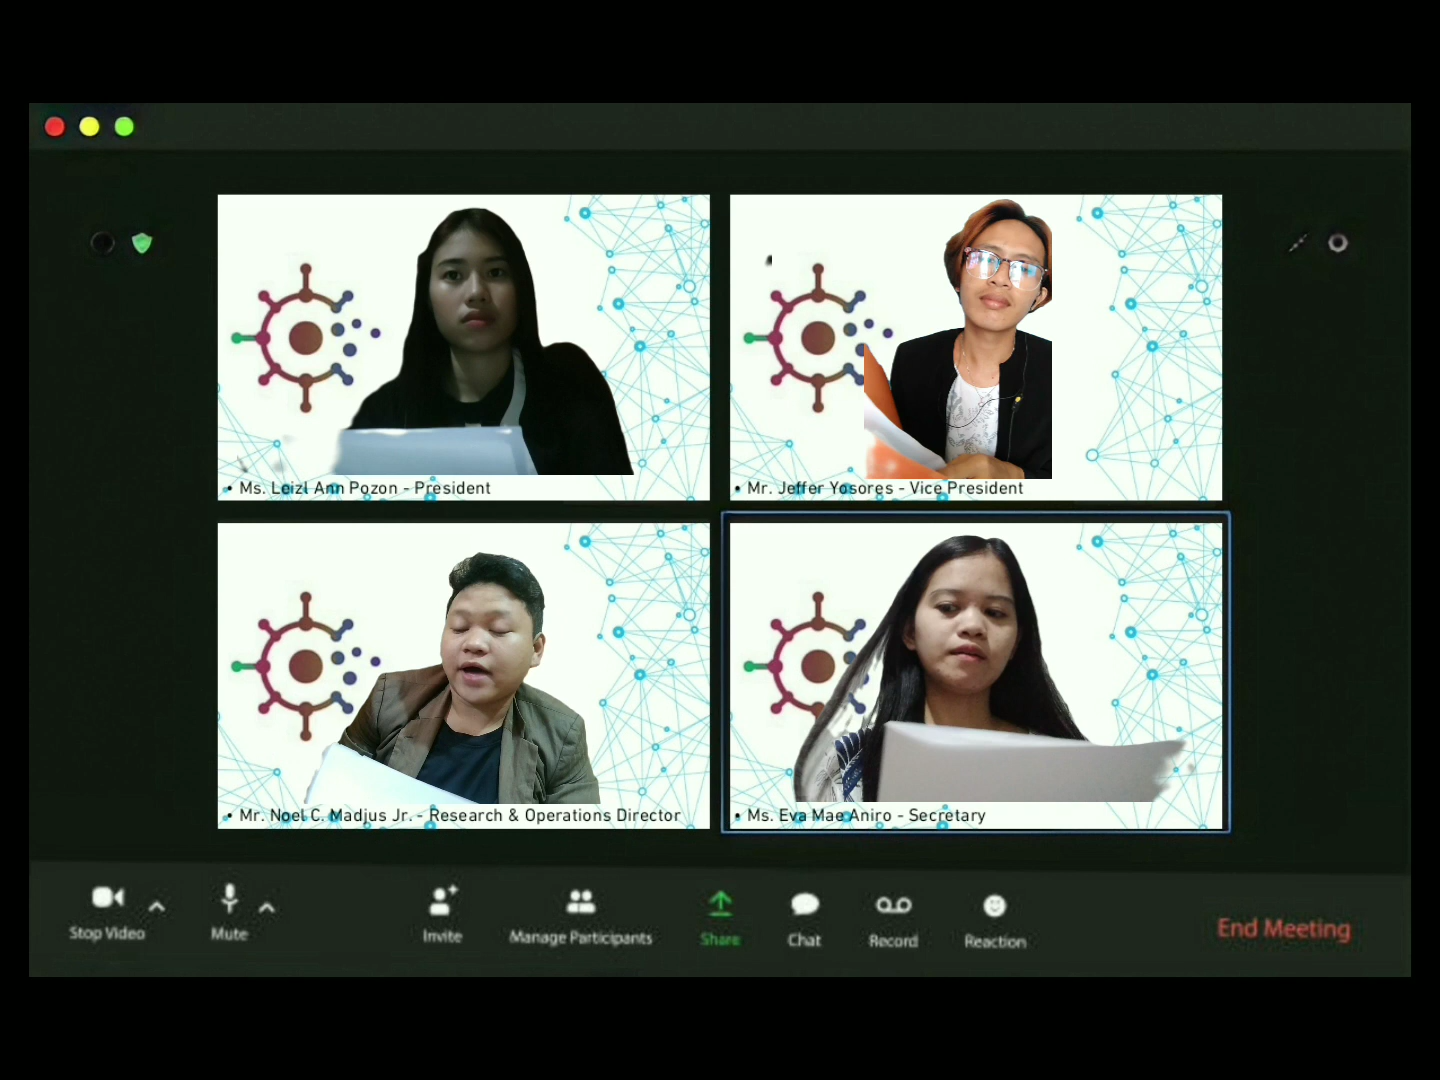 • Ms. Leizl Ann Pozon - President
• Mr. Jeffer Yosores - Vice President
• Mr. Noel C. Madjus Jr. - Research & Operations Director
• Ms. Eva Mae Aniro - Secretary
Stop Video
Mute
Invite
Manage Participants
Share
Chat
Record
Reaction
End Meeting